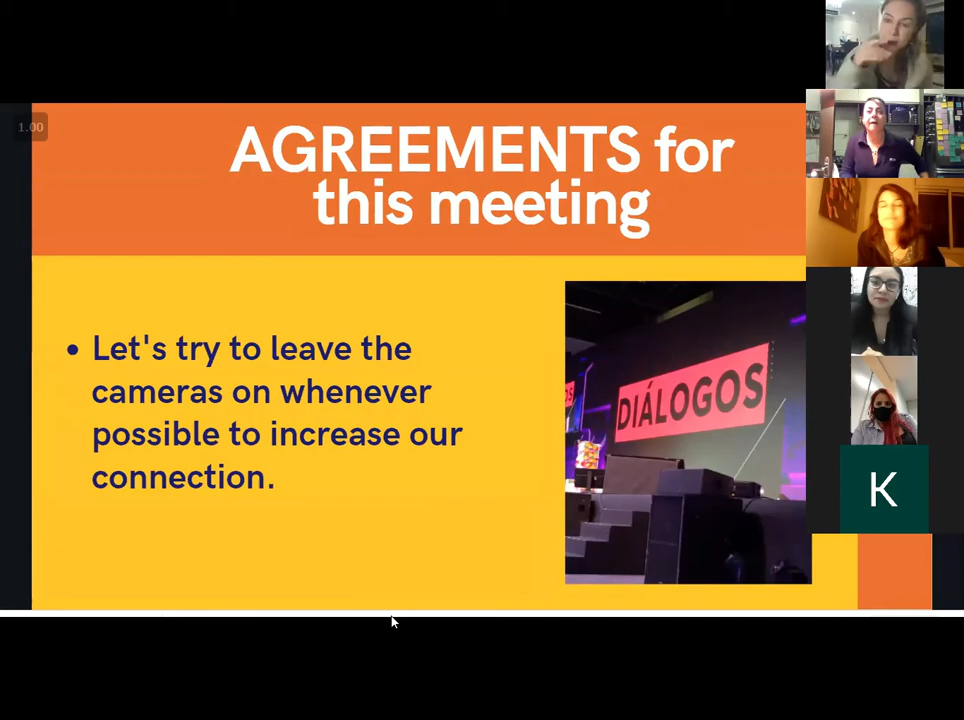 1.00
AGREEMENTS for
this meeting
• Let's try to leave the
cameras on whenever
possible to increase our
connection.
DIÁLOGOS
K